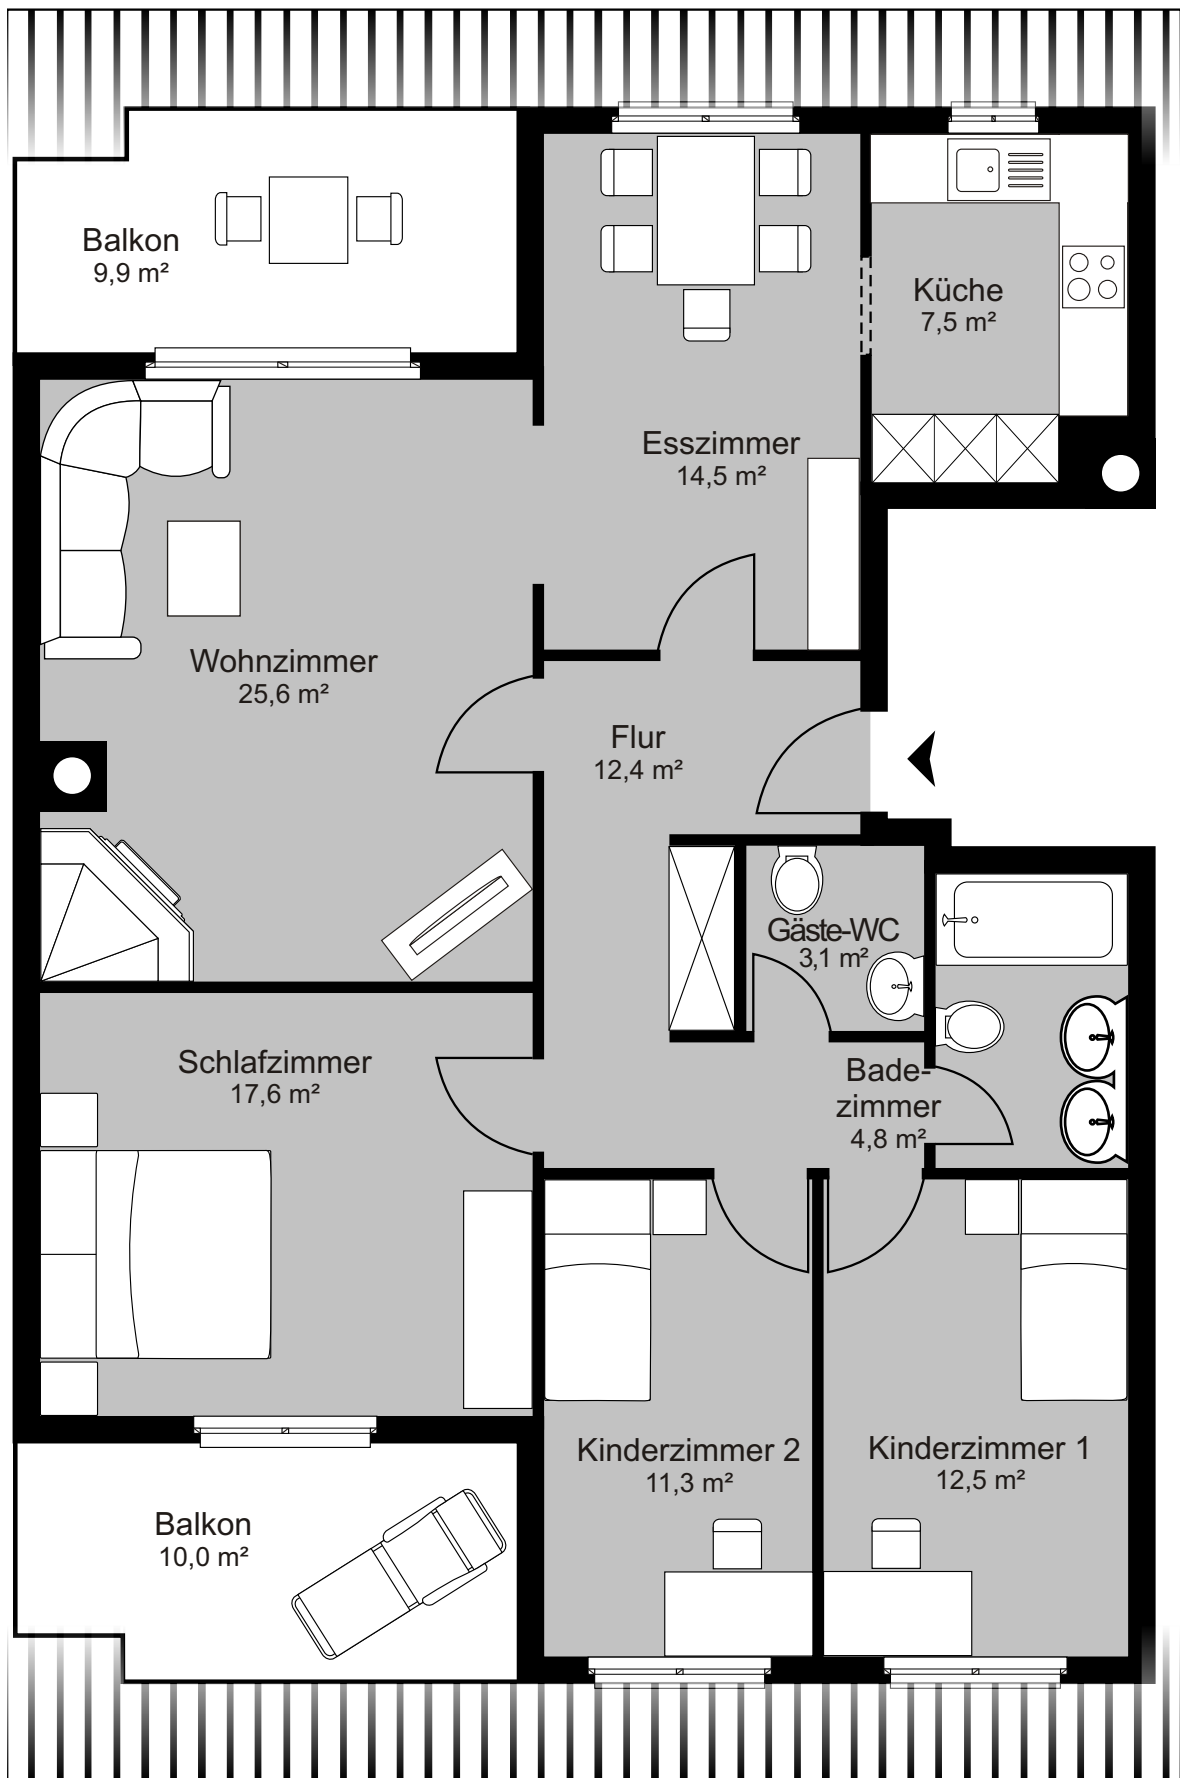 Balkon
9,9 m²
Küche
7,5 m²
Esszimmer
14,5 m²
Wohnzimmer
25,6 m²
Flur
12,4 m²
Gäste-WC
3,1 m²
Schlafzimmer
17,6 m²
Bade-
zimmer
4,8 m²
Kinderzimmer 2
11,3 m²
Kinderzimmer 1
12,5 m²
Balkon
10,0 m²